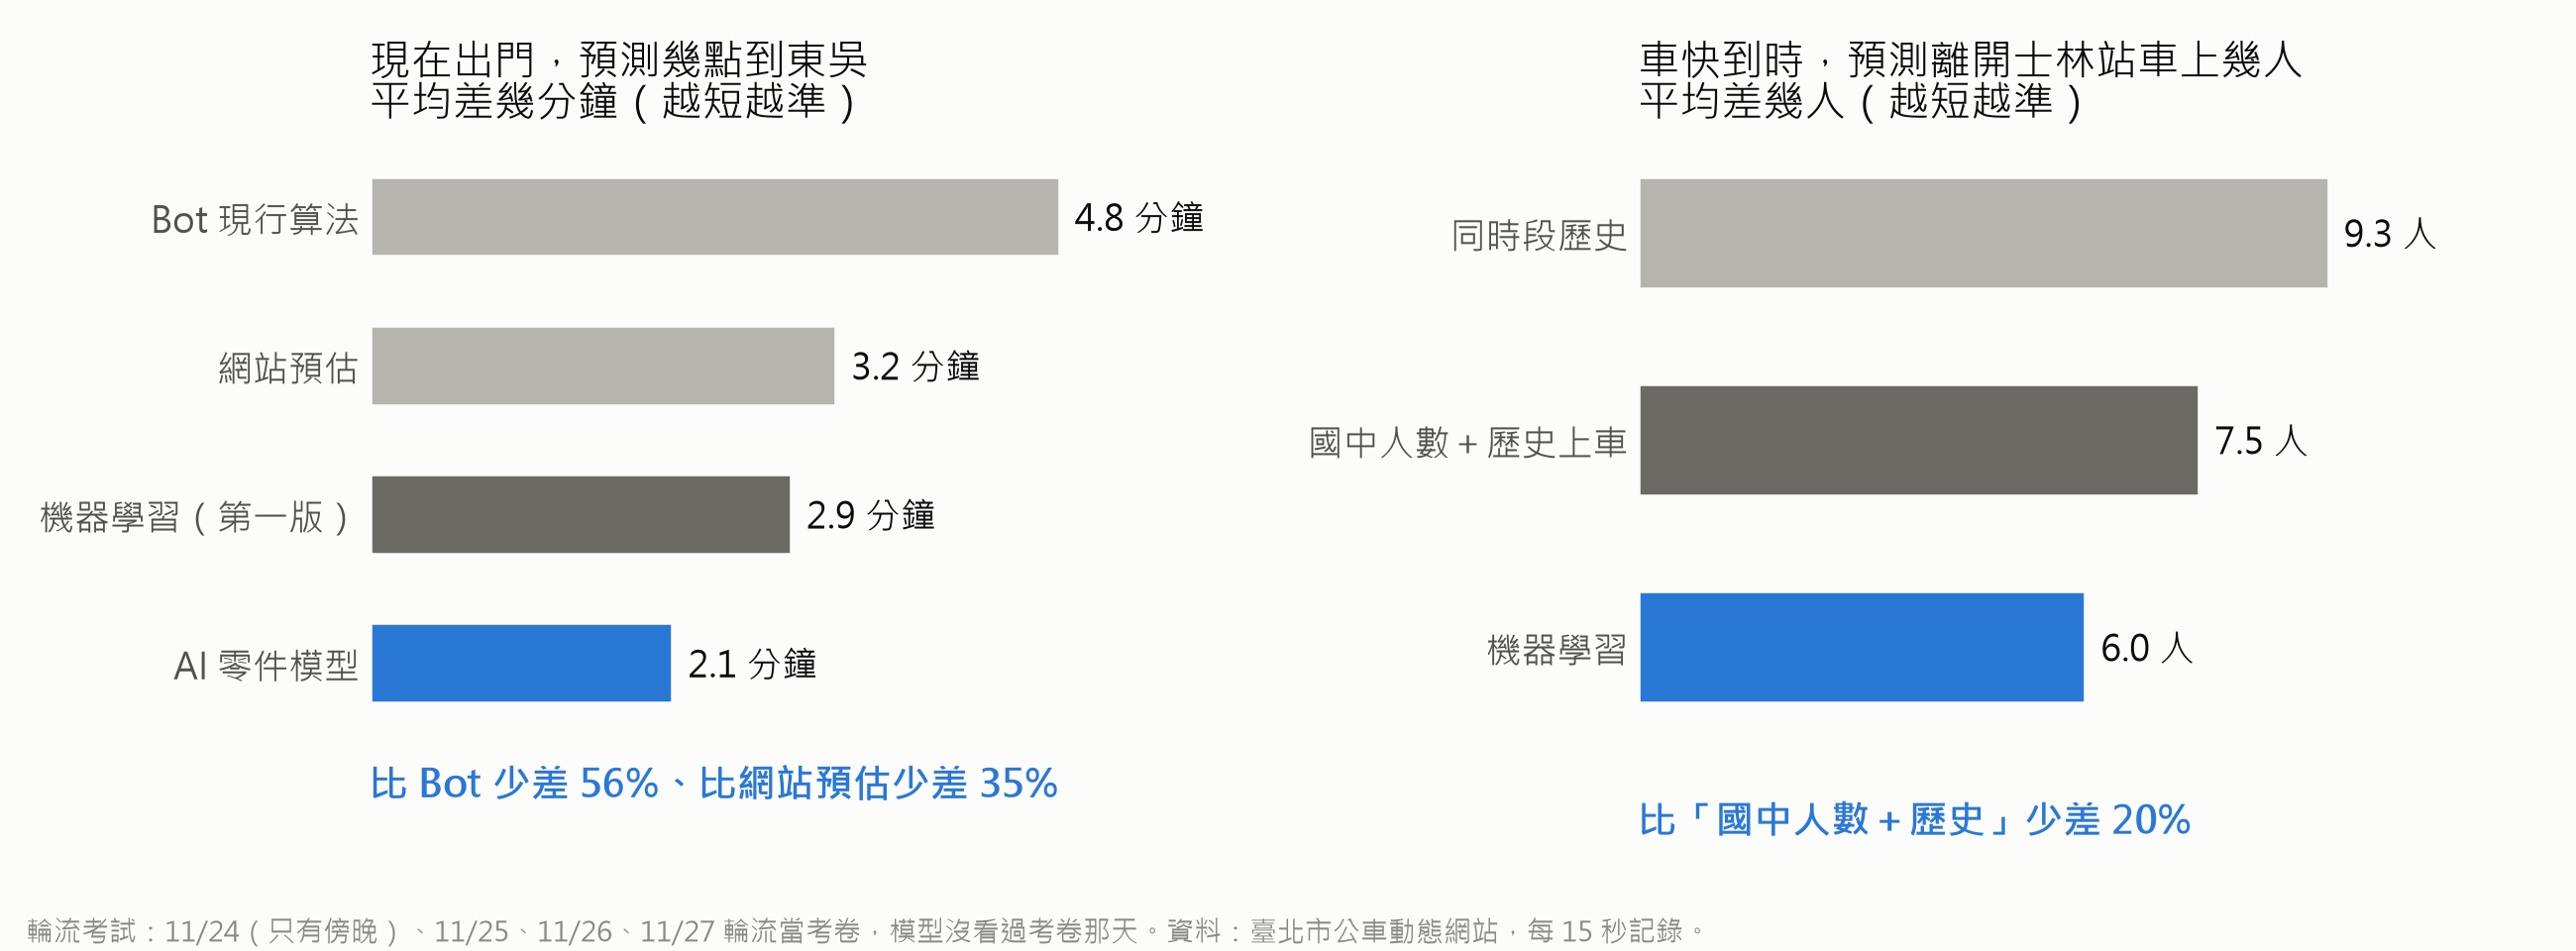 現在出門，預測幾點到東吳
平均差幾分鐘（越短越準）
Bot 現行算法
4.8 分鐘
網站預估
3.2 分鐘
機器學習（第一版）
2.9 分鐘
AI 零件模型
2.1 分鐘
比 Bot 少差 56%、比網站預估少差 35%
車快到時，預測離開士林站車上幾人
平均差幾人（越短越準）
同時段歷史
9.3 人
國中人數＋歷史上車
7.5 人
機器學習
6.0 人
比「國中人數＋歷史」少差 20%
輪流考試：11/24（只有傍晚）、11/25、11/26、11/27 輪流當考卷，模型沒看過考卷那天。資料：臺北市公車動態網站，每 15 秒記錄。